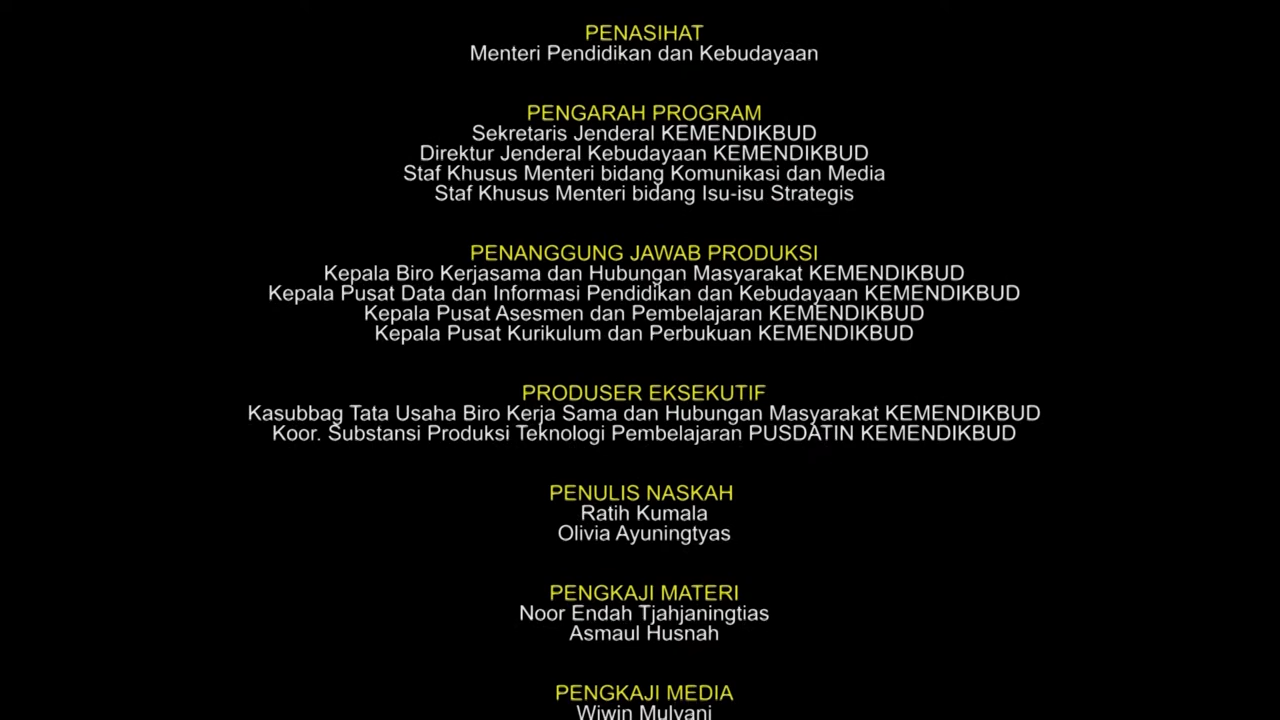 PENASIHAT
Menteri Pendidikan dan Kebudayaan
PENGARAH PROGRAM
Sekretaris Jenderal KEMENDIKBUD
Direktur Jenderal Kebudayaan KEMENDIKBUD
Staf Khusus Menteri bidang Komunikasi dan Media
Staf Khusus Menteri bidang Isu-isu Strategis
PENANGGUNG JAWAB PRODUKSI
Kepala Biro Kerjasama dan Hubungan Masyarakat KEMENDIKBUD
Kepala Pusat Data dan Informasi Pendidikan dan Kebudayaan KEMENDIKBUD
Kepala Pusat Asesmen dan Pembelajaran KEMENDIKBUD
Kepala Pusat Kurikulum dan Perbukuan KEMENDIKBUD
PRODUSER EKSEKUTIF
Kasubbag Tata Usaha Biro Kerja Sama dan Hubungan Masyarakat KEMENDIKBUD
Koor. Substansi Produksi Teknologi Pembelajaran PUSDATIN KEMENDIKBUD
PENULIS NASKAH
Ratih Kumala
Olivia Ayuningtyas
PENGKAJI MATERI
Noor Endah Tjahjaningtias
Asmaul Husnah
PENGKAJI MEDIA
Wiwin Mulyani